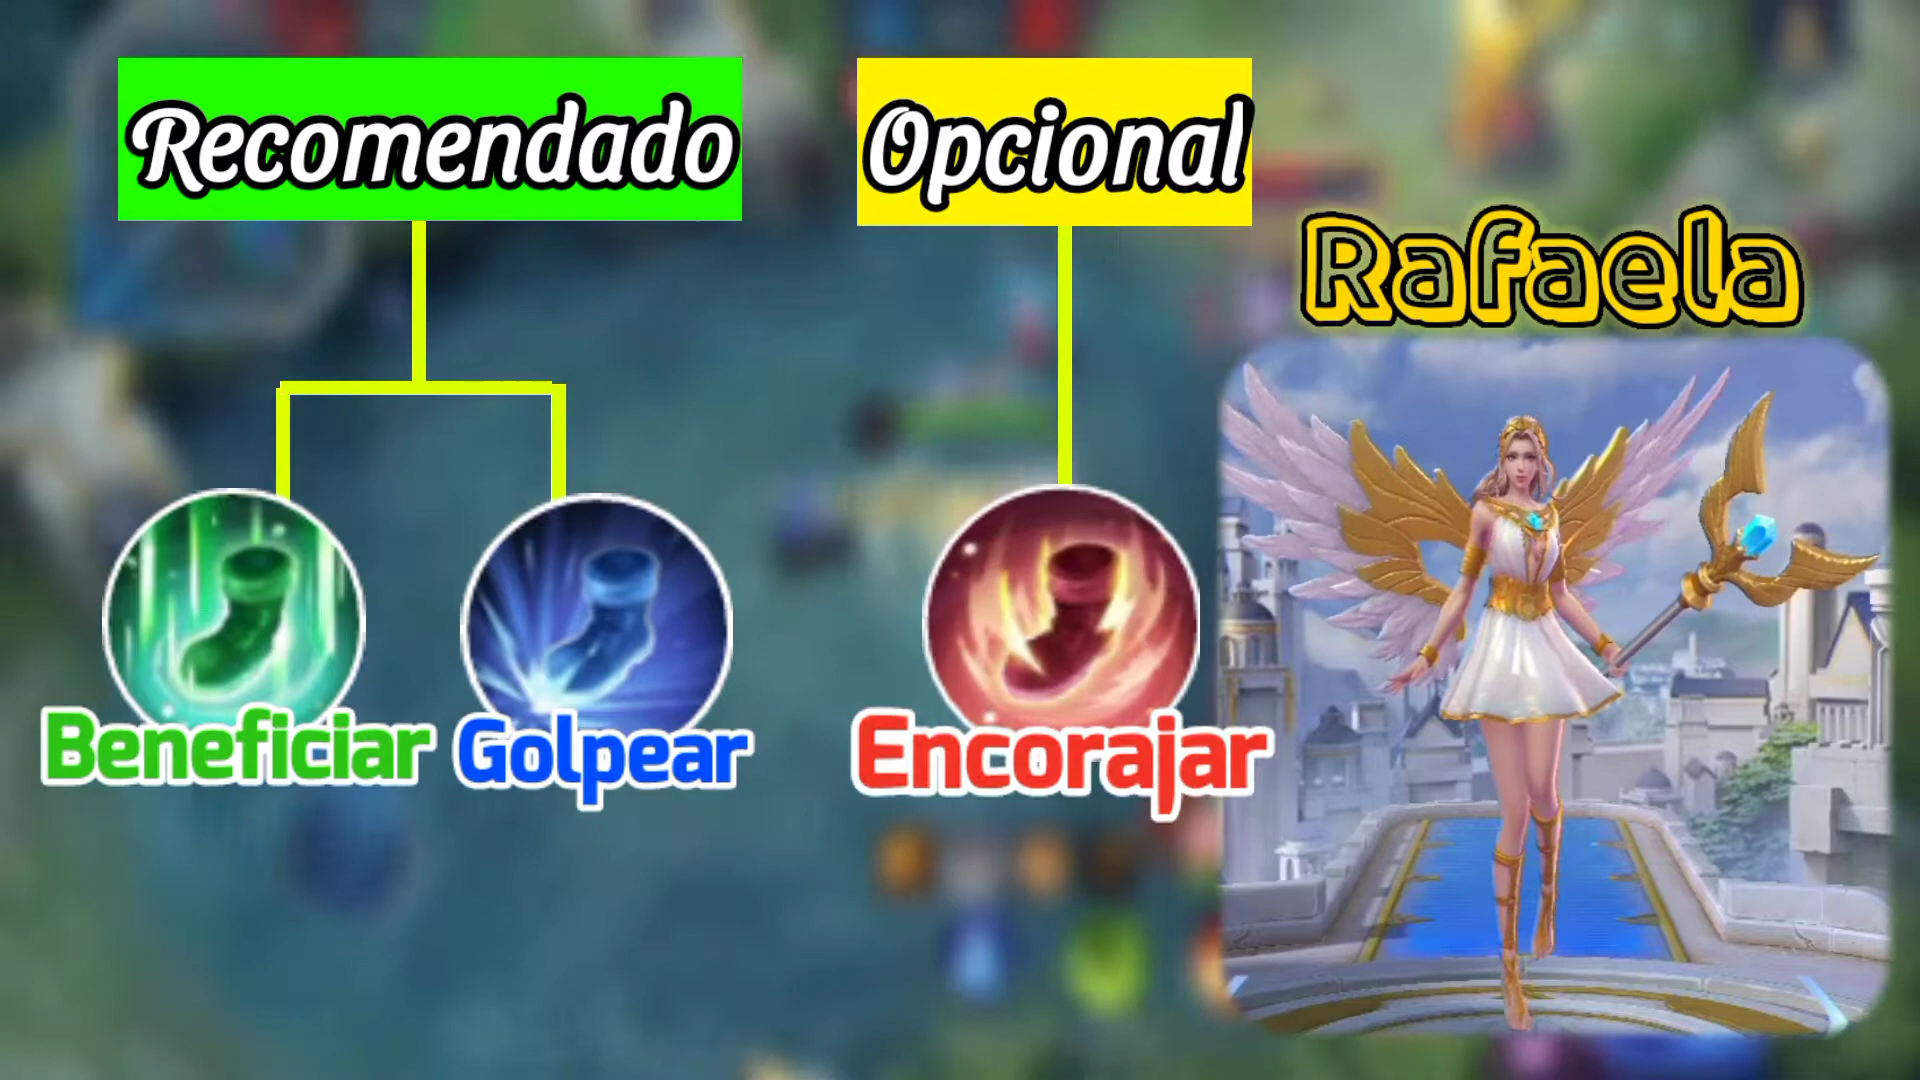 Recomendado
Opcional
Rafaela
Beneficiar
Golpear
Encorajar